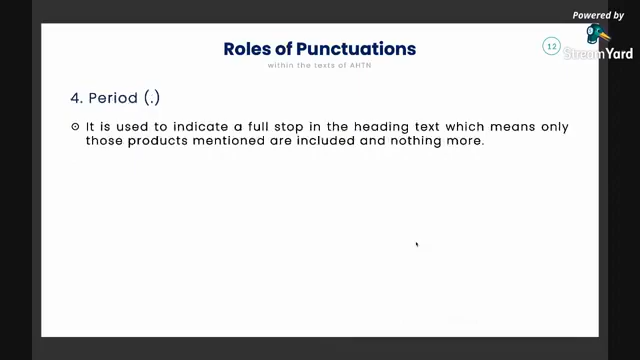 Powered by
StreamYard
Roles of Punctuations
12
within the texts of AHTN
4. Period (.)
It is used to indicate a full stop in the heading text which means only
those products mentioned are included and nothing more.